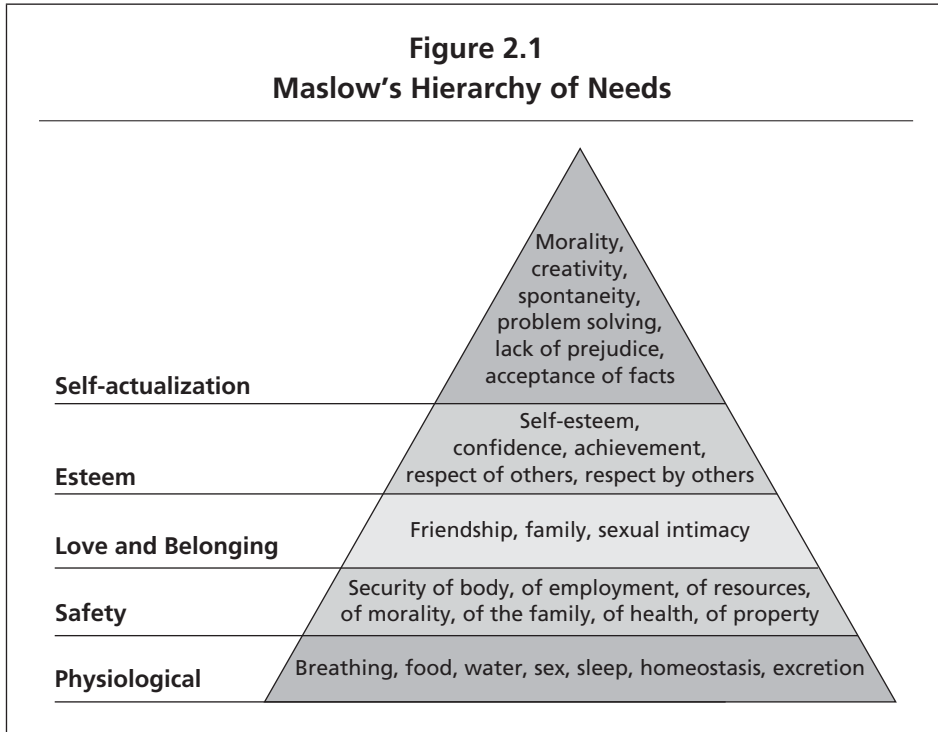 Figure 2.1
Maslow's Hierarchy of Needs
Morality,
creativity,
spontaneity,
problem solving,
lack of prejudice,
acceptance of facts
Self-actualization
Self-esteem,
confidence, achievement,
respect of others, respect by others
Esteem
Friendship, family, sexual intimacy
Love and Belonging
Security of body, of employment, of resources,
of morality, of the family, of health, of property
Safety
Breathing, food, water, sex, sleep, homeostasis, excretion
Physiological